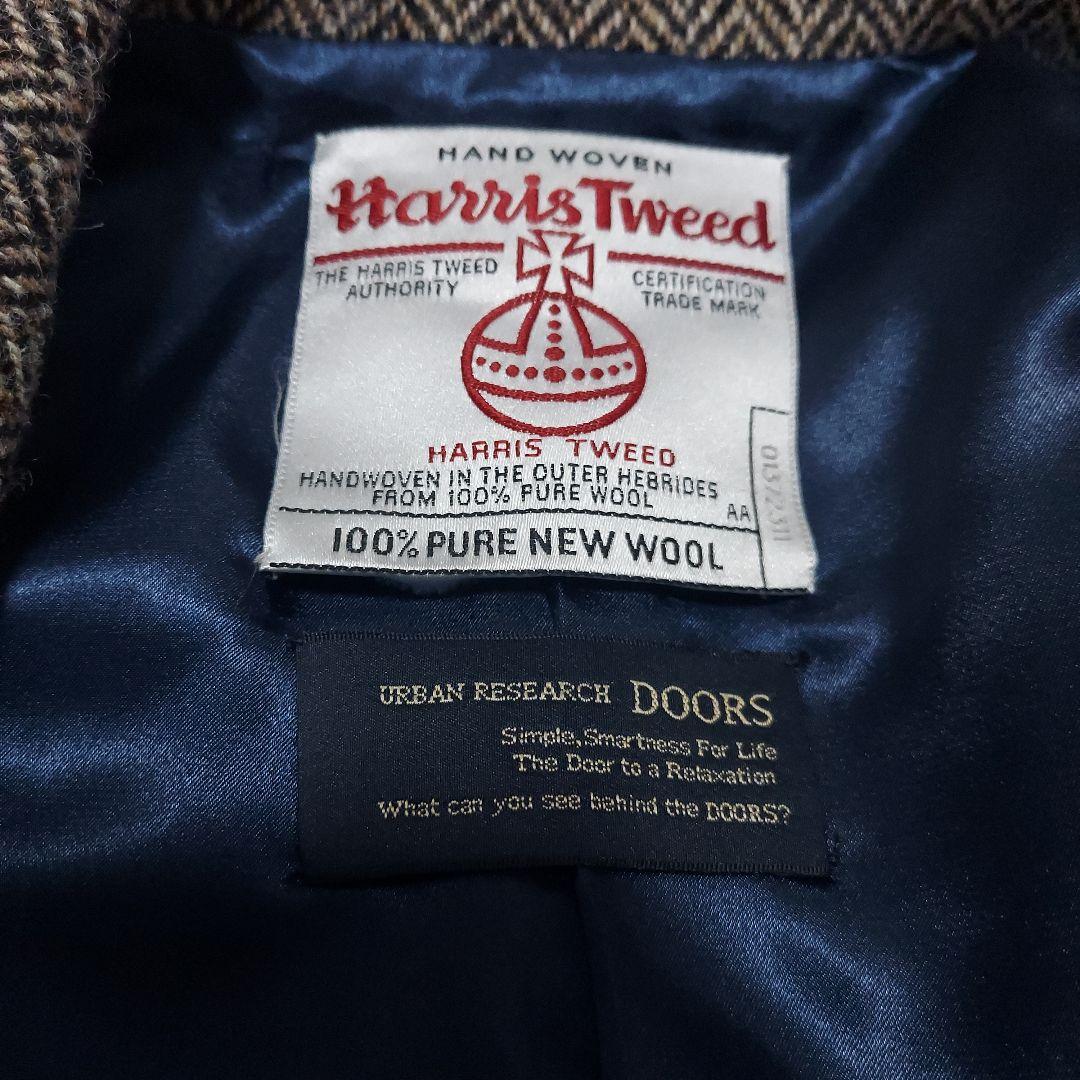 HAND WOVEN
Harris Tweed
THE HARRIS TWEED
AUTHORITY
CERTIFICATION
TRADE MARK
HARRIS TWEED
HANDWOVEN IN THE OUTER HEBRIDES
FROM 100% PURE WOOL
AA
100% PURE NEW WOOL
URBAN RESEARCH DOORS
Simple,Smartness For Life
The Door to a Relaxation
What can you see behind the DOORS?